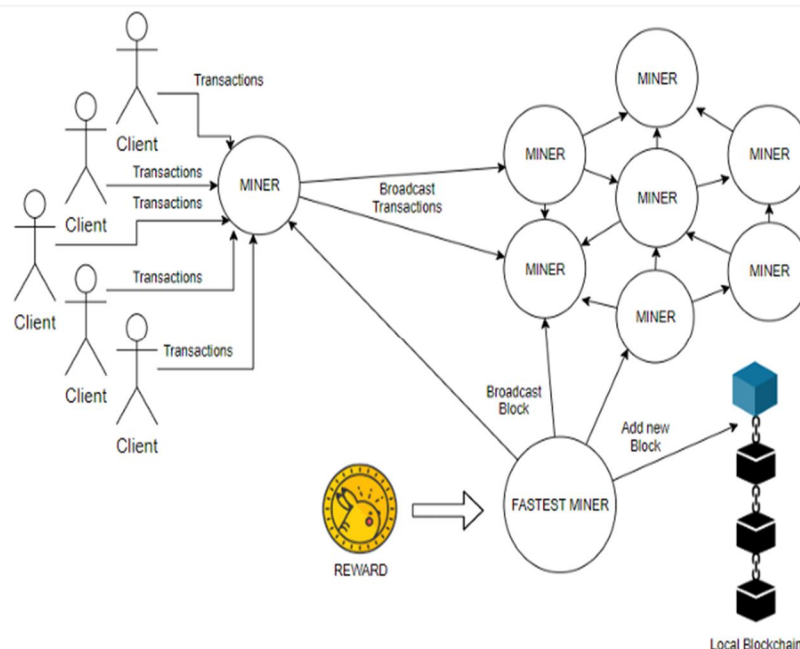 Transactions
Client
Transactions
Client
Transactions
Client
Transactions
Client
Transactions
Client
MINER
Broadcast
Transactions
MINER
MINER
MINER
MINER
MINER
MINER
MINER
MINER
Broadcast
Block
Add new
Block
FASTEST MINER
REWARD
Local Blockchain